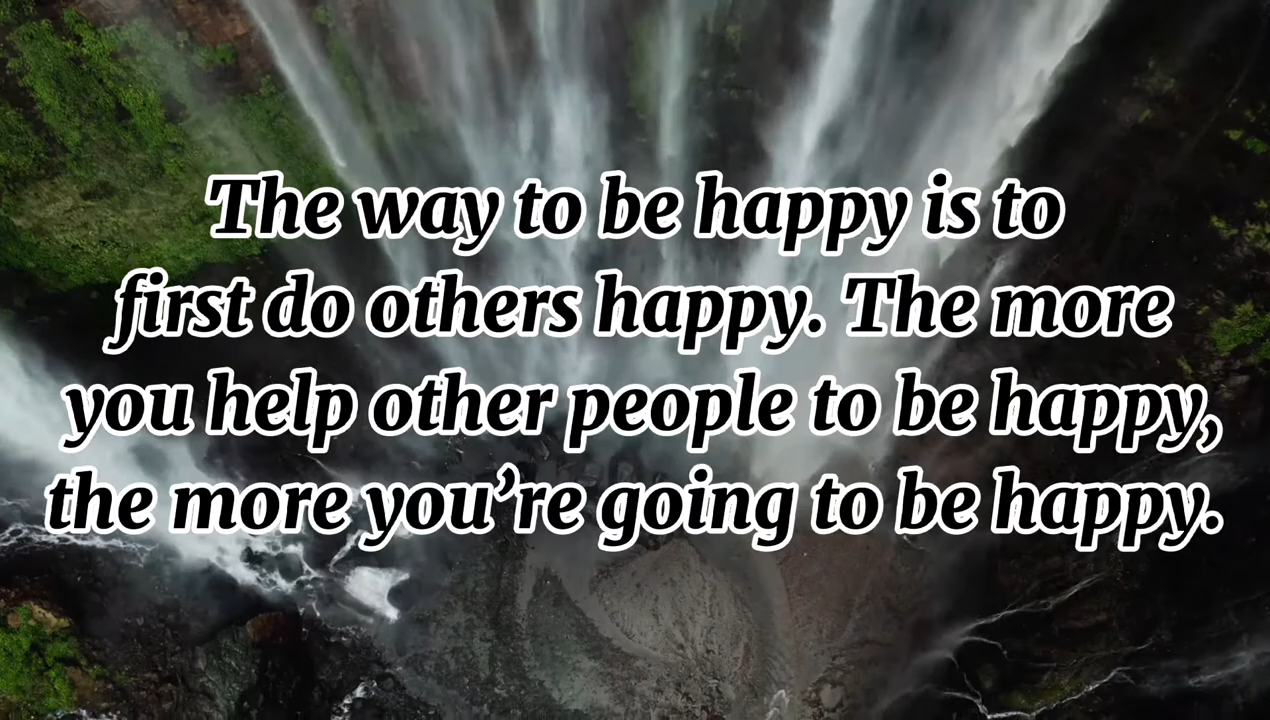 The way to be happy is to
first do others happy. The more
you help other people to be happy,
the more you’re going to be happy.